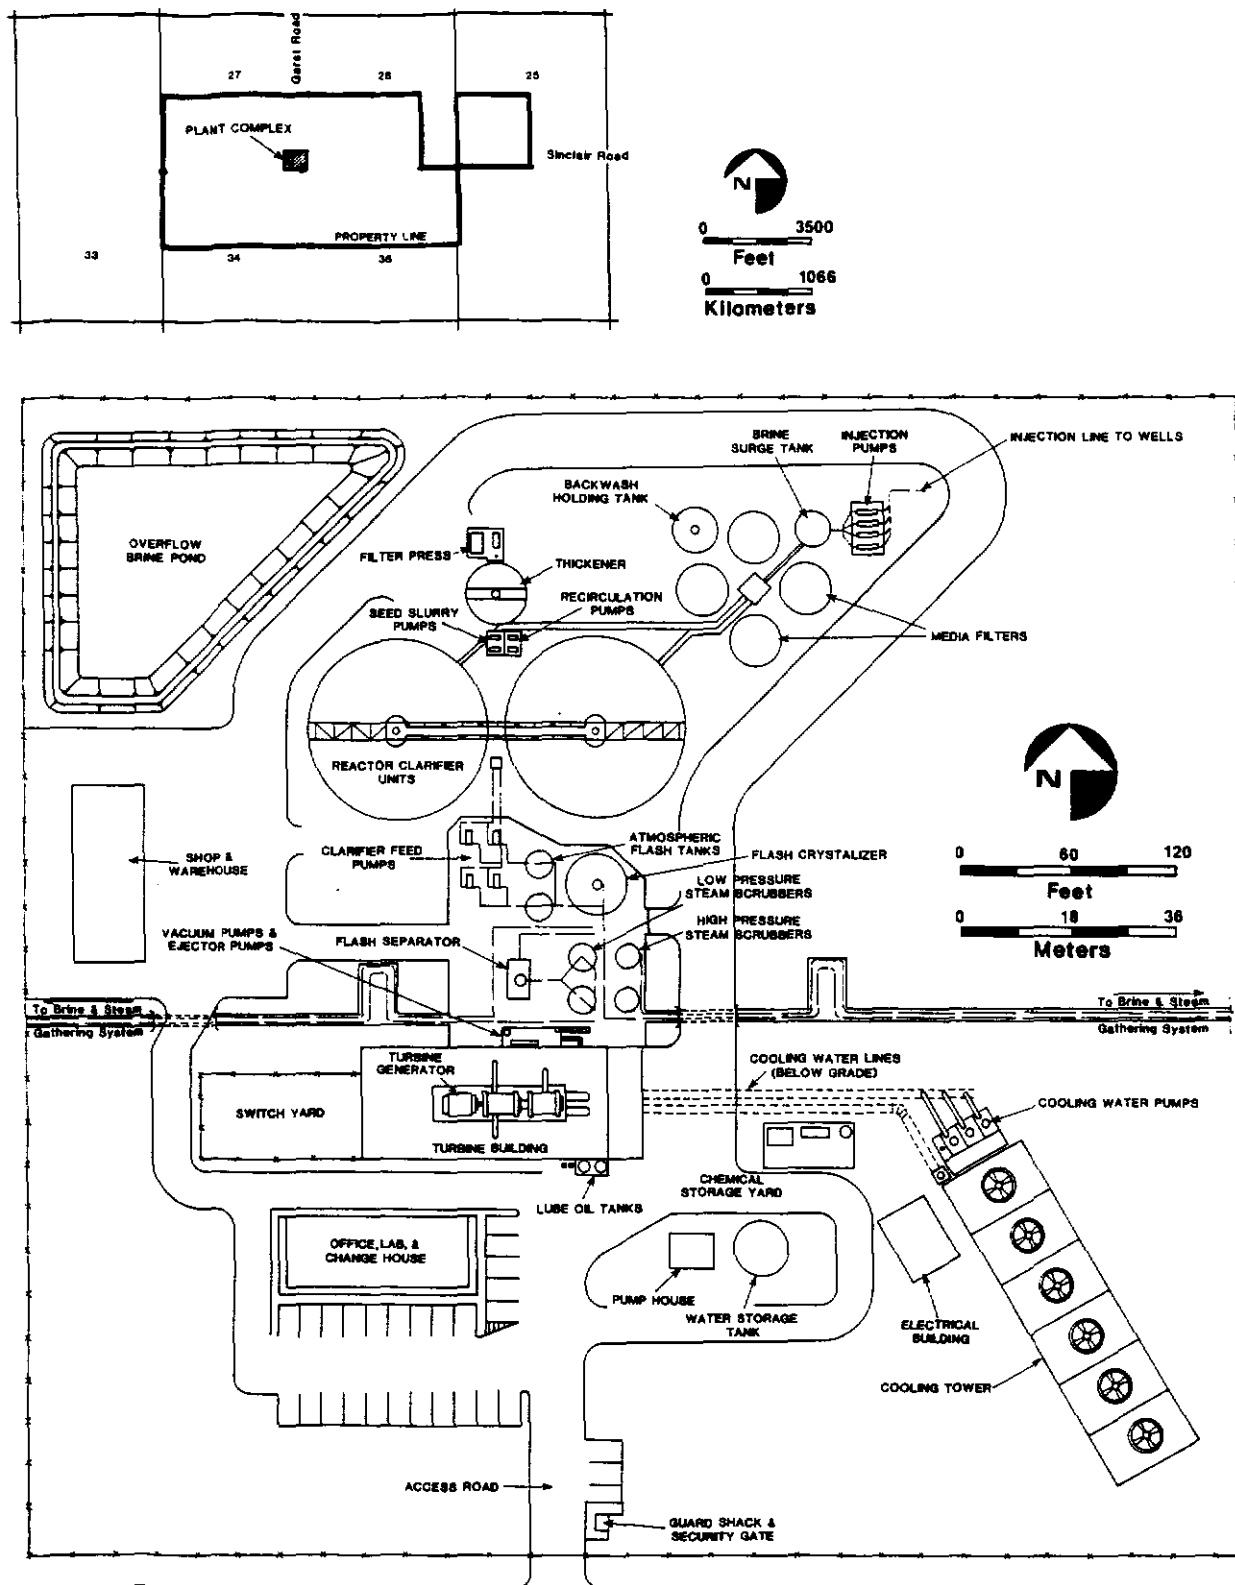 Garst Road
27
26
25
PLANT COMPLEX
Sinclair Road
PROPERTY LINE
33
34
36
N
0 3500
Feet
0 1066
Kilometers
BRINE
SURGE TANK
INJECTION
PUMPS
INJECTION LINE TO WELLS
BACKWASH
HOLDING TANK
OVERFLOW
BRINE POND
FILTER PRESS
THICKENER
SEED SLURRY
PUMPS
RECIRCULATION
PUMPS
MEDIA FILTERS
REACTOR CLARIFIER
UNITS
N
SHOP &
WAREHOUSE
CLARIFIER FEED
PUMPS
ATMOSPHERIC
FLASH TANKS
FLASH CRYSTALIZER
0 60 120
Feet
0 18 36
Meters
LOW PRESSURE
STEAM SCRUBBERS
HIGH PRESSURE
STEAM SCRUBBERS
VACUUM PUMPS &
EJECTOR PUMPS
FLASH SEPARATOR
To Brine & Steam
Gathering System
To Brine & Steam
Gathering System
TURBINE
GENERATOR
COOLING WATER LINES
(BELOW GRADE)
COOLING WATER PUMPS
SWITCH YARD
TURBINE BUILDING
CHEMICAL
STORAGE YARD
LUBE OIL TANKS
OFFICE, LAB, &
CHANGE HOUSE
PUMP HOUSE
WATER STORAGE
TANK
ELECTRICAL
BUILDING
COOLING TOWER
ACCESS ROAD
GUARD SHACK &
SECURITY GATE